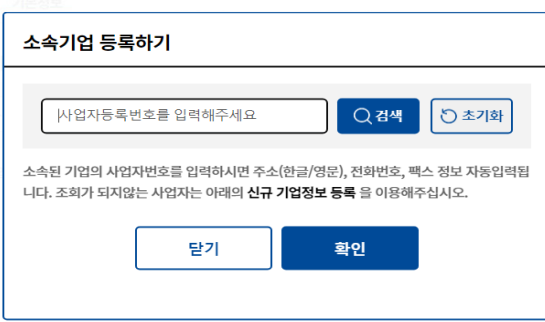 기본정보
소속기업 등록하기
사업자등록번호를 입력해주세요
검색
초기화
소속된 기업의 사업자번호를 입력하시면 주소(한글/영문), 전화번호, 팩스 정보 자동입력됩
니다. 조회가 되지않는 사업자는 아래의 신규 기업정보 등록 을 이용해주십시오.
닫기
확인